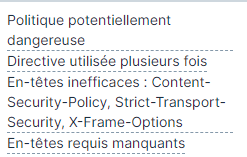 Politique potentiellement
dangereuse
Directive utilisée plusieurs fois
En-têtes inefficaces : Content-
Security-Policy, Strict-Transport-
Security, X-Frame-Options
En-têtes requis manquants